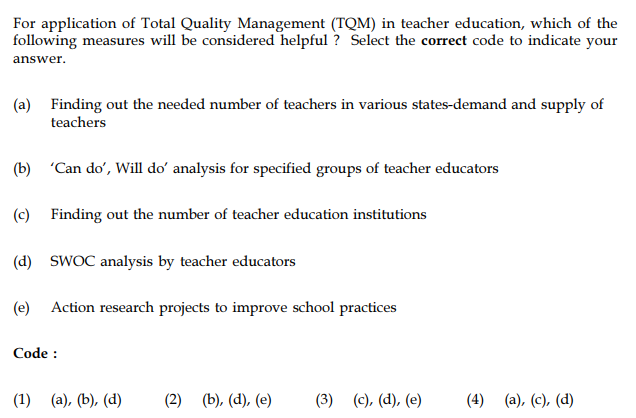 For application of Total Quality Management (TQM) in teacher education, which of the
following measures will be considered helpful ? Select the correct code to indicate your
answer.
(a) Finding out the needed number of teachers in various states-demand and supply of
teachers
(b) ‘Can do’, Will do’ analysis for specified groups of teacher educators
(c) Finding out the number of teacher education institutions
(d) SWOC analysis by teacher educators
(e) Action research projects to improve school practices
Code :
(1) (a), (b), (d) (2) (b), (d), (e) (3) (c), (d), (e) (4) (a), (c), (d)